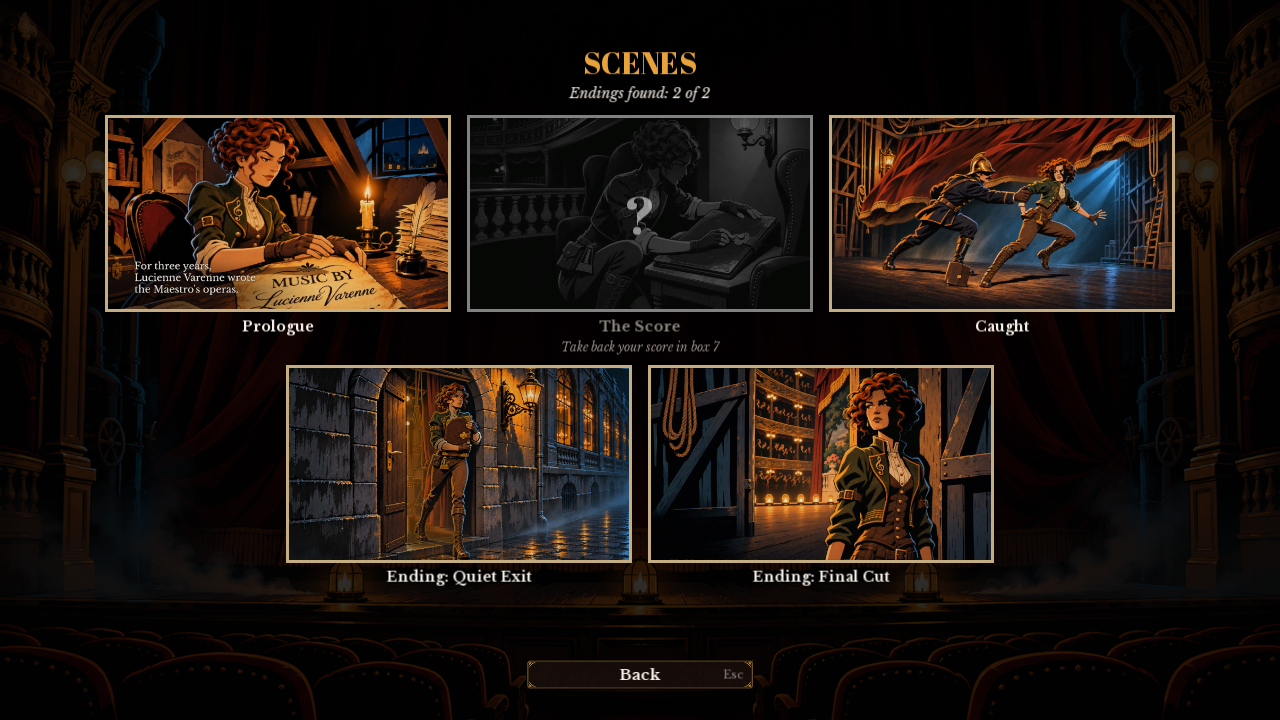 SCENES
Endings found: 2 of 2
For three years,
Lucienne Varenne wrote
the Maestro's operas.
MUSIC BY
Lucienne Varenne
?
Prologue
The Score
Take back your score in box 7
Caught
Ending: Quiet Exit
Ending: Final Cut
Back
Esc